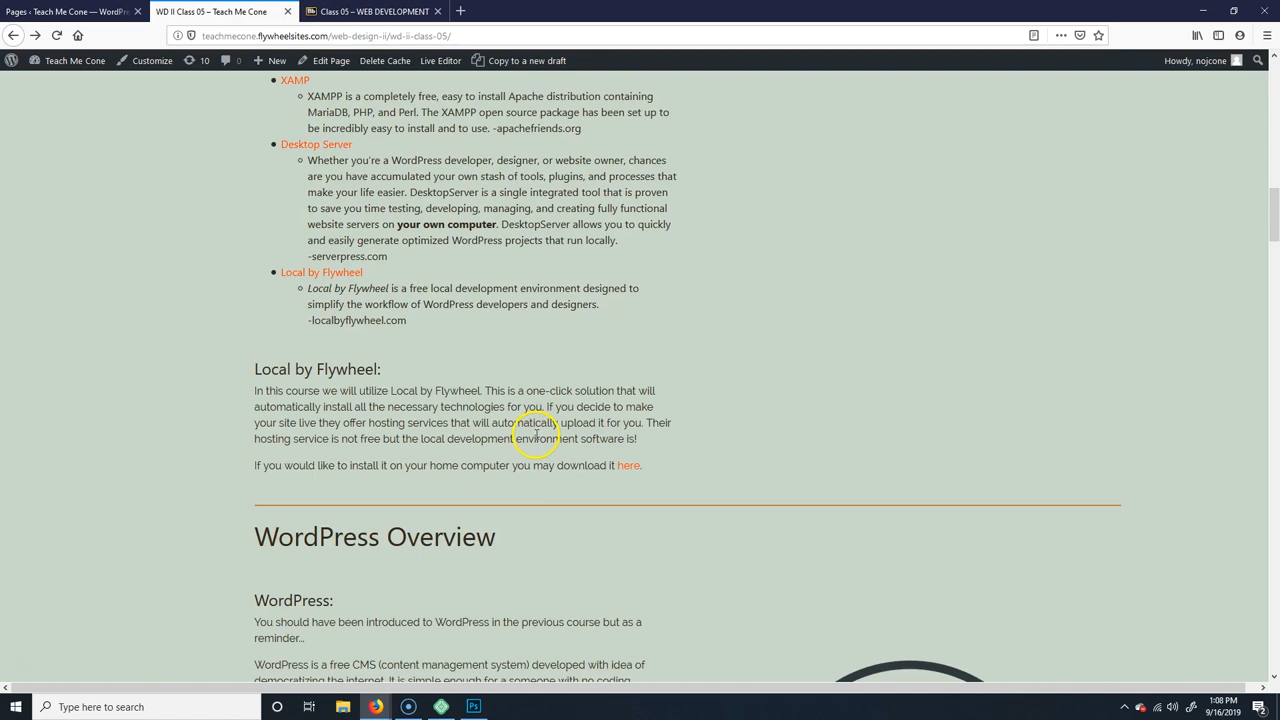 Pages ‹ Teach Me Cone — WordPr
WD II Class 05 – Teach Me Cone
Class 05 – WEB DEVELOPMENT
teachmecone.flywheelsites.com/web-design-ii/wd-ii-class-05/
Teach Me Cone
Customize
10
0
New
Edit Page
Delete Cache
Live Editor
Copy to a new draft
Howdy, nojcone
XAMP
XAMPP is a completely free, easy to install Apache distribution containing
MariaDB, PHP, and Perl. The XAMPP open source package has been set up to
be incredibly easy to install and to use. -apachefriends.org
Desktop Server
Whether you're a WordPress developer, designer, or website owner, chances
are you have accumulated your own stash of tools, plugins, and processes that
make your life easier. DesktopServer is a single integrated tool that is proven
to save you time testing, developing, managing, and creating fully functional
website servers on your own computer. DesktopServer allows you to quickly
and easily generate optimized WordPress projects that run locally.
-serverpress.com
Local by Flywheel
Local by Flywheel is a free local development environment designed to
simplify the workflow of WordPress developers and designers.
-localbyflywheel.com
Local by Flywheel:
In this course we will utilize Local by Flywheel. This is a one-click solution that will
automatically install all the necessary technologies for you. If you decide to make
your site live they offer hosting services that will automatically upload it for you. Their
hosting service is not free but the local development environment software is!
If you would like to install it on your home computer you may download it here.
WordPress Overview
WordPress:
You should have been introduced to WordPress in the previous course but as a
reminder...
WordPress is a free CMS (content management system) developed with idea of
democratizing the internet. It is simple enough for a someone with no coding
Type here to search
1:08 PM
9/16/2019
2